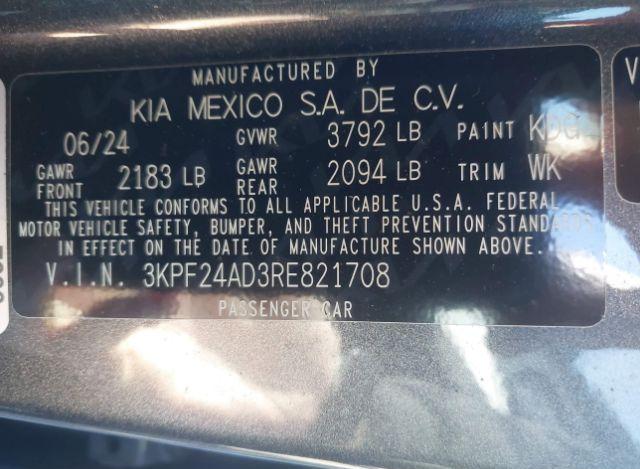 MANUFACTURED BY
KIA MEXICO S.A. DE C.V.
06/24 GVWR 3792 LB PAINT KDG
GAWR FRONT 2183 LB GAWR REAR 2094 LB TRIM WK
THIS VEHICLE CONFORMS TO ALL APPLICABLE U.S.A. FEDERAL
MOTOR VEHICLE SAFETY, BUMPER, AND THEFT PREVENTION STANDARDS
IN EFFECT ON THE DATE OF MANUFACTURE SHOWN ABOVE.
V.I.N. 3KPF24AD3RE821708
PASSENGER CAR